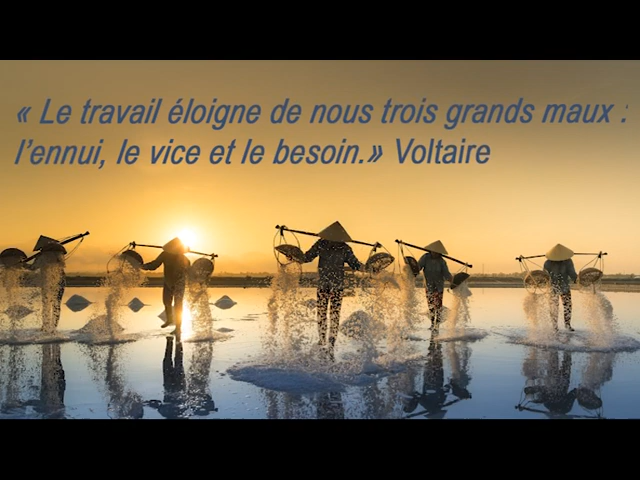 « Le travail éloigne de nous trois grands maux :
l’ennui, le vice et le besoin.» Voltaire